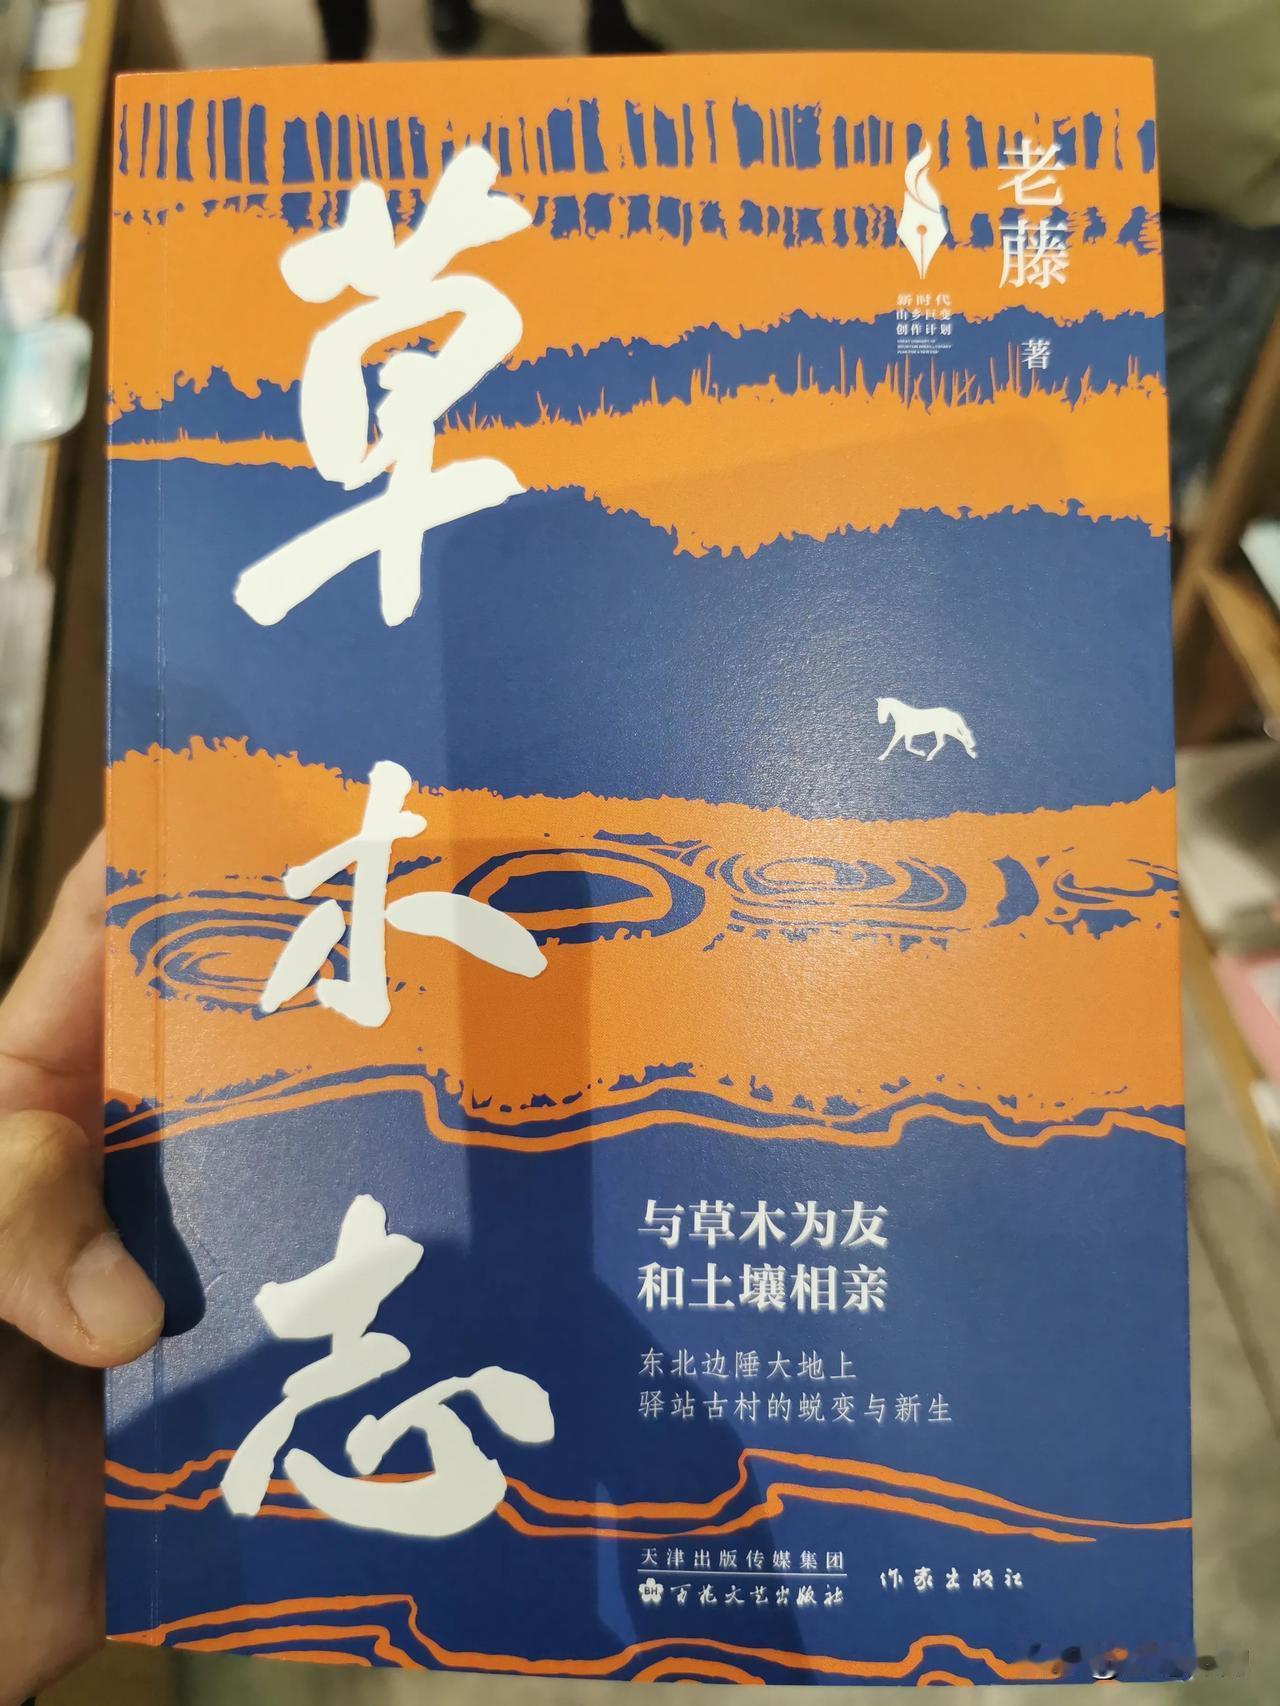 草木志
老藤
著
新时代
山乡巨变
创作计划
与草木为友
和土壤相亲
东北边陲大地上
驿站古村的蜕变与新生
天津出版传媒集团
BH 百花文艺出版社
作家出版社